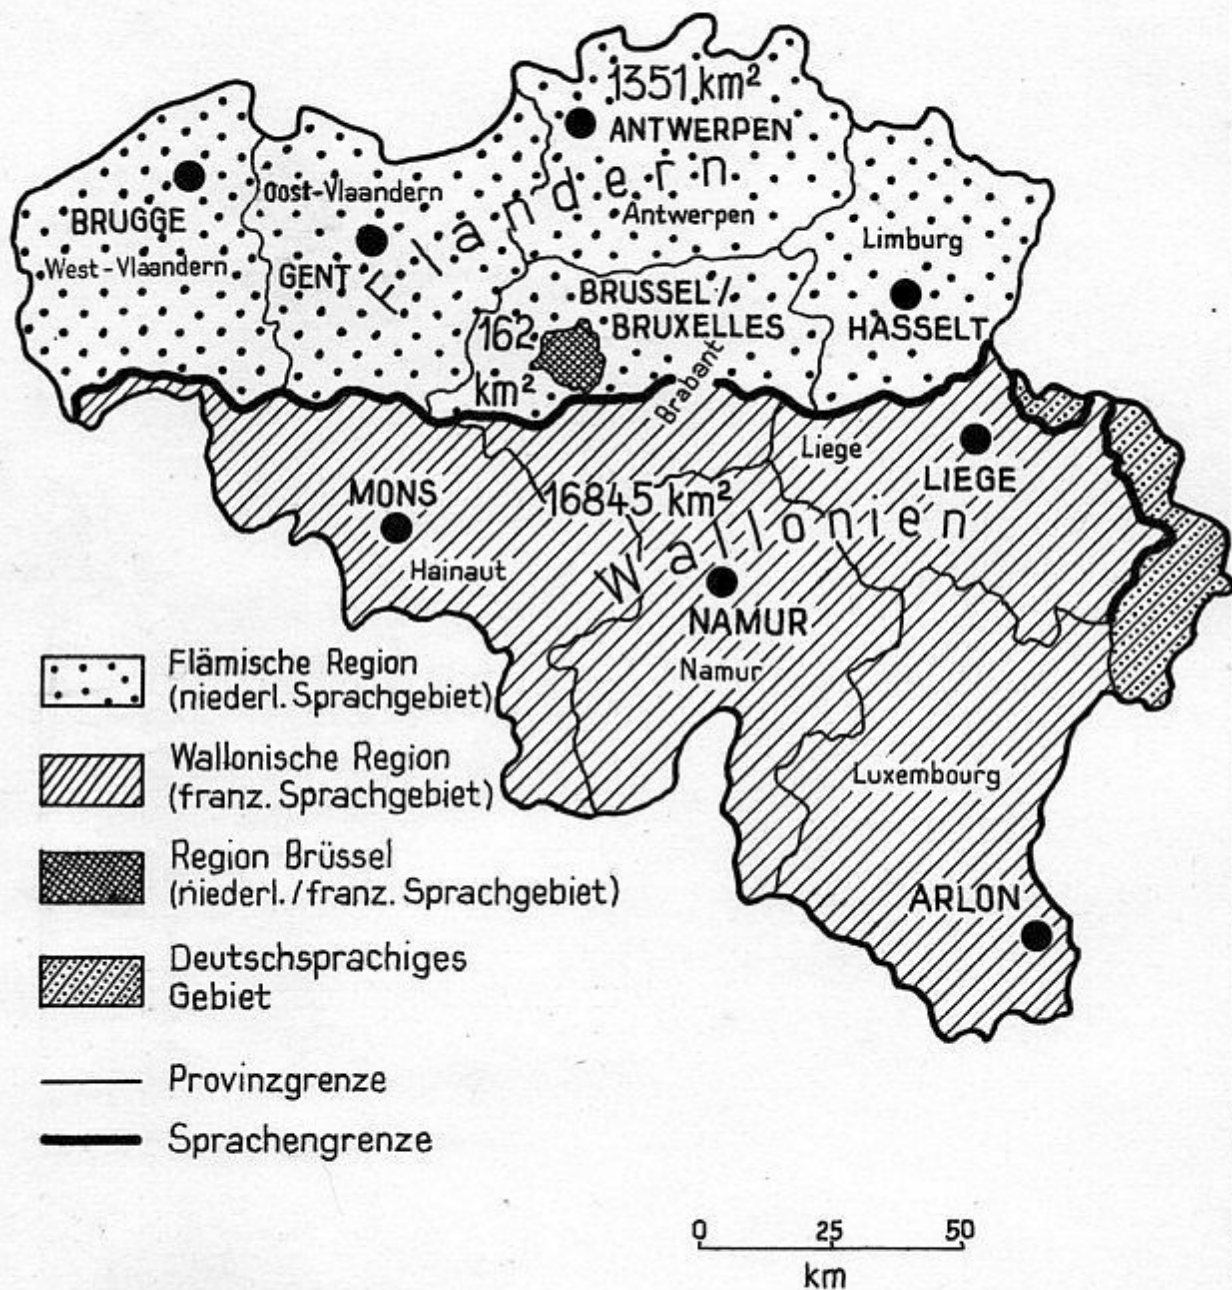 1351 km²
ANTWERPEN
Oost-Vlaandern
Flandern
Antwerpen
BRUGGE
West-Vlaandern
GENT
Limburg
HASSELT
BRUSSEL/
BRUXELLES
162
km²
Brabant
Liege
LIEGE
MONS
16845 km²
Wallonien
Hainaut
NAMUR
Namur
Luxembourg
ARLON
Flämische Region
(niederl. Sprachgebiet)
Wallonische Region
(franz. Sprachgebiet)
Region Brüssel
(niederl./franz. Sprachgebiet)
Deutschsprachiges
Gebiet
Provinzgrenze
Sprachengrenze
0 25 50
km